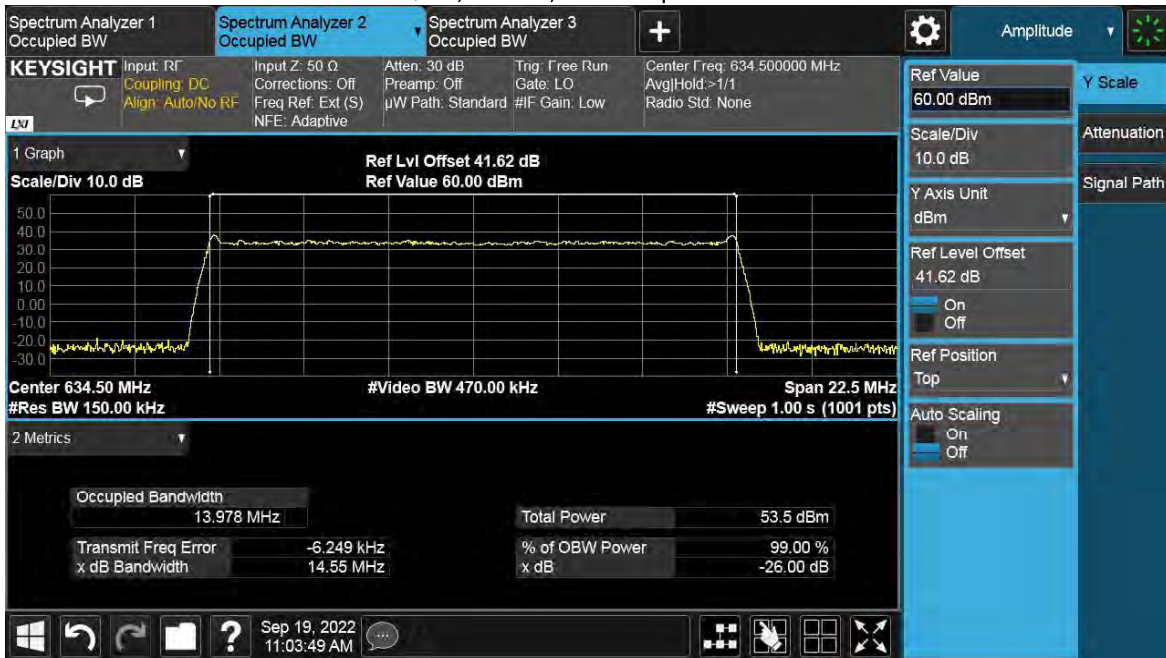 Spectrum Analyzer 1
Occupied BW
Spectrum Analyzer 2
Occupied BW
Spectrum Analyzer 3
Occupied BW
+
Amplitude
KEYSIGHT
LXI
Input: RF
Coupling: DC
Align: Auto/No RF
Input Z: 50 Ω
Corrections: Off
Freq Ref: Ext (S)
NFE: Adaptive
Atten: 30 dB
Preamp: Off
µW Path: Standard
Trig: Free Run
Gate: LO
#IF Gain: Low
Center Freq: 634.500000 MHz
Avg|Hold:>1/1
Radio Std: None
1 Graph
Scale/Div 10.0 dB
Ref Lvl Offset 41.62 dB
Ref Value 60.00 dBm
50.0
40.0
30.0
20.0
10.0
0.00
-10.0
-20.0
-30.0
Center 634.50 MHz
#Res BW 150.00 kHz
#Video BW 470.00 kHz
Span 22.5 MHz
#Sweep 1.00 s (1001 pts)
2 Metrics
Occupied Bandwidth
13.978 MHz
Transmit Freq Error -6.249 kHz
x dB Bandwidth 14.55 MHz
Total Power 53.5 dBm
% of OBW Power 99.00 %
x dB -26.00 dB
Ref Value
60.00 dBm
Scale/Div
10.0 dB
Y Axis Unit
dBm
Ref Level Offset
41.62 dB
On
Off
Ref Position
Top
Auto Scaling
On
Off
Y Scale
Attenuation
Signal Path
?
Sep 19, 2022
11:03:49 AM